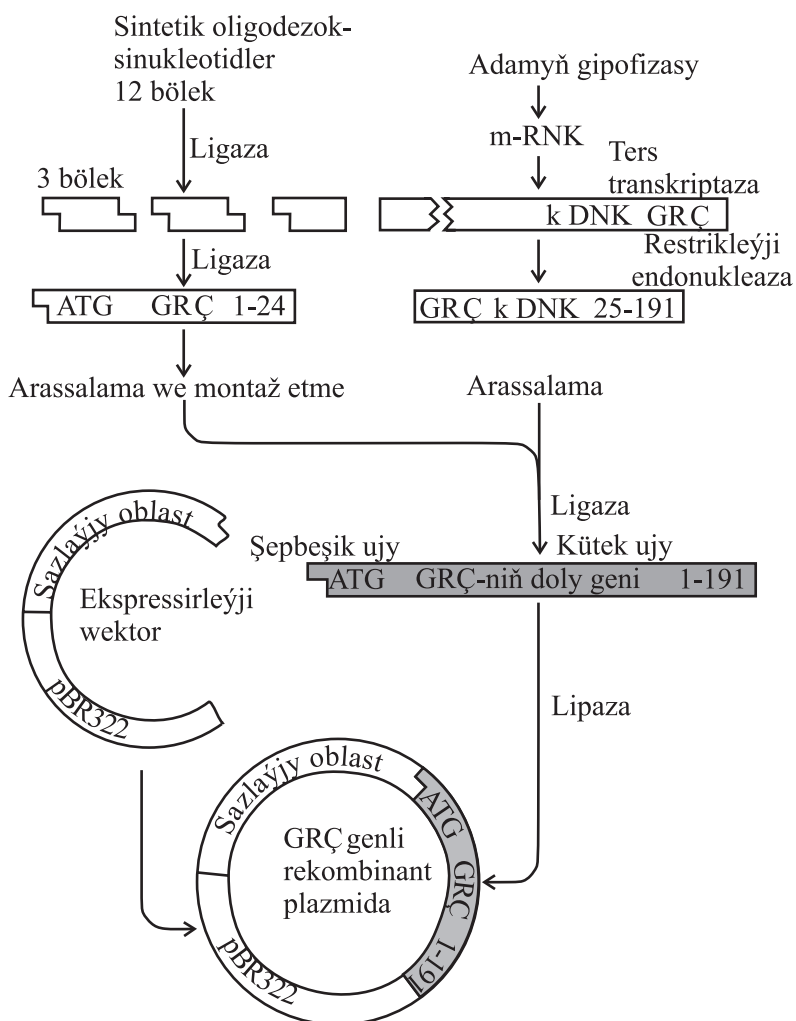 Sintetik oligodezok-
sinukleotidler
12 bölek
Ligaza
3 bölek
Ligaza
ATG GRÇ 1-24
Arassalama we montaž etme
Adamyň gipofizasy
m-RNK
Ters
transkriptaza
k DNK GRÇ
Restrikleýji
endonukleaza
GRÇ k DNK 25-191
Arassalama
Ligaza
Şepbeşik ujy
Kütek ujy
ATG GRÇ-niň doly geni 1-191
Sazlaýjy oblast
Ekspressirleýji
wektor
pBR322
Lipaza
Sazlaýjy oblast
ATG GRÇ 1-191
GRÇ genli
rekombinant
plazmida
pBR322